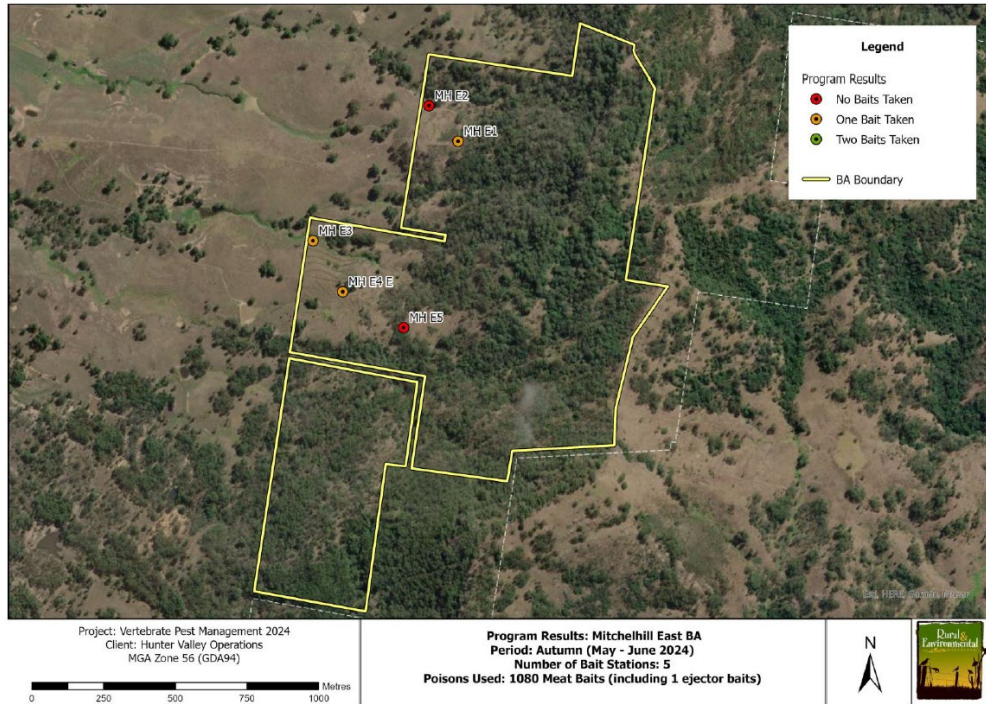 Legend
Program Results
No Baits Taken
One Bait Taken
Two Baits Taken
BA Boundary
MH E2
MH E1
MH E3
MH E4 E
MH E5
Project: Vertebrate Pest Management 2024
Client: Hunter Valley Operations
MGA Zone 56 (GDA94)
Metres
0 250 500 750 1000
Program Results: Mitchelhill East BA
Period: Autumn (May - June 2024)
Number of Bait Stations: 5
Poisons Used: 1080 Meat Baits (including 1 ejector baits)
N
Rural &
Environmental